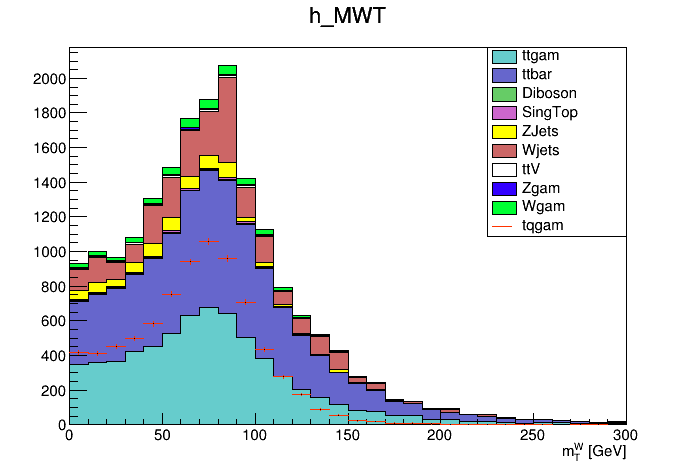 h_MWT
ttgam
ttbar
Diboson
SingTop
ZJets
Wjets
ttV
Zgam
Wgam
tqgam
2000
1800
1600
1400
1200
1000
800
600
400
200
0
0 50 100 150 200 250 300
m_T^W [GeV]